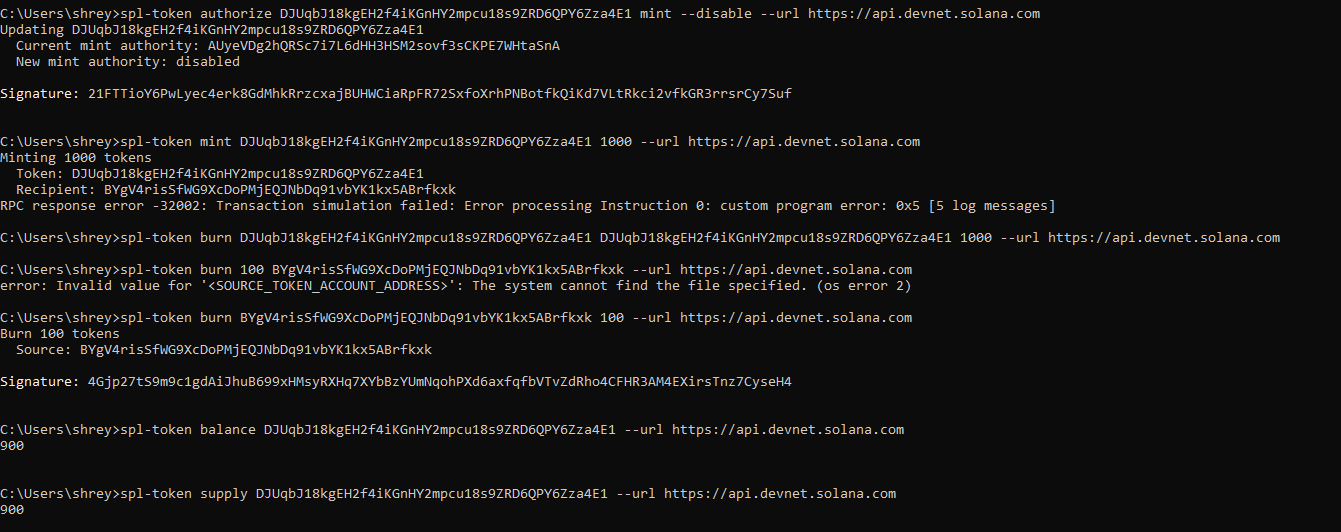 C:\Users\shrey>spl-token authorize DJUqbJ18kgEH2f4iKGnHY2mpcu18s9ZRD6QPY6Zza4E1 mint --disable --url https://api.devnet.solana.com
Updating DJUqbJ18kgEH2f4iKGnHY2mpcu18s9ZRD6QPY6Zza4E1
  Current mint authority: AUyeVDg2hQRSc7i7L6dHH3HSM2sovf3sCKPE7WHtaSnA
  New mint authority: disabled
Signature: 21FTTioY6PwLyec4erk8GdMhkRrzcxajBUHWCiaRpFR72SxfoXrhPNBotfkQiKd7VLtRkci2vfkGR3rrsrCy7Suf
C:\Users\shrey>spl-token mint DJUqbJ18kgEH2f4iKGnHY2mpcu18s9ZRD6QPY6Zza4E1 1000 --url https://api.devnet.solana.com
Minting 1000 tokens
  Token: DJUqbJ18kgEH2f4iKGnHY2mpcu18s9ZRD6QPY6Zza4E1
  Recipient: BYgV4risSfWG9XcDoPMjEQJNbDq91vbYK1kx5ABrfkxk
RPC response error -32002: Transaction simulation failed: Error processing Instruction 0: custom program error: 0x5 [5 log messages]
C:\Users\shrey>spl-token burn DJUqbJ18kgEH2f4iKGnHY2mpcu18s9ZRD6QPY6Zza4E1 DJUqbJ18kgEH2f4iKGnHY2mpcu18s9ZRD6QPY6Zza4E1 1000 --url https://api.devnet.solana.com
C:\Users\shrey>spl-token burn 100 BYgV4risSfWG9XcDoPMjEQJNbDq91vbYK1kx5ABrfkxk --url https://api.devnet.solana.com
error: Invalid value for '<SOURCE_TOKEN_ACCOUNT_ADDRESS>': The system cannot find the file specified. (os error 2)
C:\Users\shrey>spl-token burn BYgV4risSfWG9XcDoPMjEQJNbDq91vbYK1kx5ABrfkxk 100 --url https://api.devnet.solana.com
Burn 100 tokens
  Source: BYgV4risSfWG9XcDoPMjEQJNbDq91vbYK1kx5ABrfkxk
Signature: 4Gjp27tS9m9c1gdAiJhuB699xHMsyRXHq7XYbBzYUmNqohPXd6axfqfbVTvZdRho4CFHR3AM4EXirsTnz7CyseH4
C:\Users\shrey>spl-token balance DJUqbJ18kgEH2f4iKGnHY2mpcu18s9ZRD6QPY6Zza4E1 --url https://api.devnet.solana.com
900
C:\Users\shrey>spl-token supply DJUqbJ18kgEH2f4iKGnHY2mpcu18s9ZRD6QPY6Zza4E1 --url https://api.devnet.solana.com
900